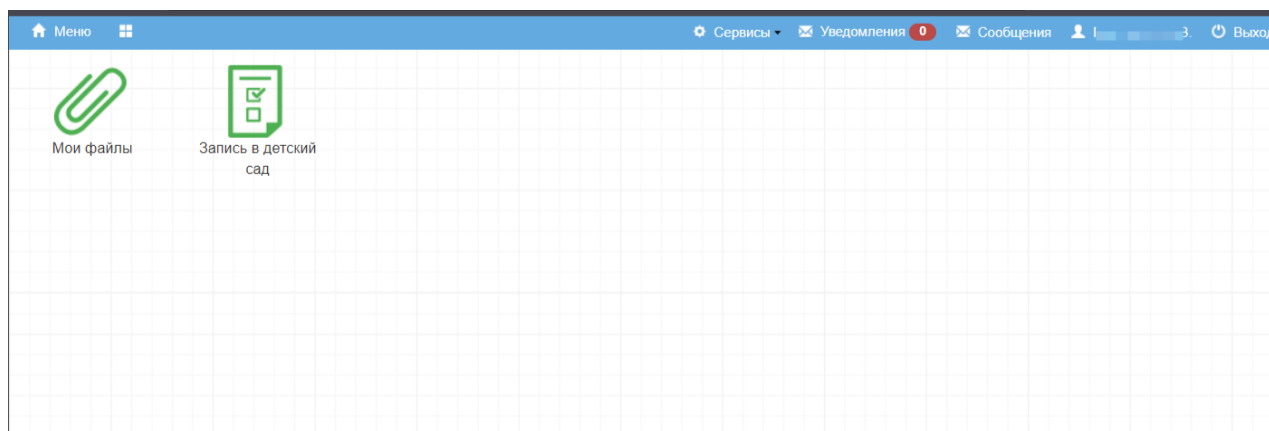 Меню
Сервисы
Уведомления 0
Сообщения
Выход
Мои файлы
Запись в детский
сад